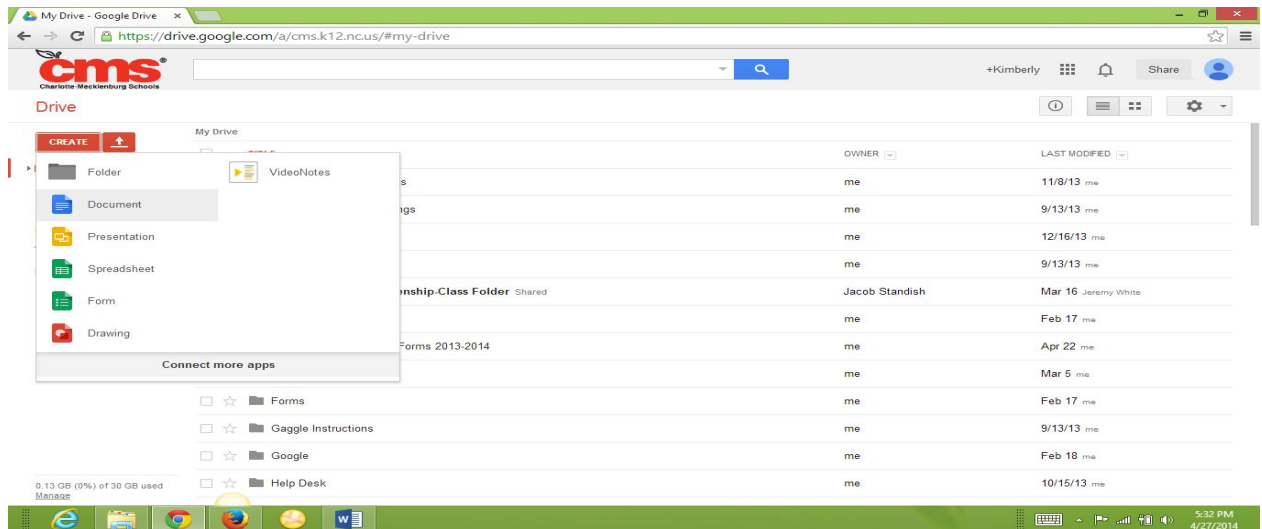 My Drive - Google Drive
https://drive.google.com/a/cms.k12.nc.us/#my-drive
cms
Charlotte-Mecklenburg Schools
+Kimberly Share
Drive
My Drive
CREATE
OWNER LAST MODIFIED
Folder VideoNotes
me 11/8/13 me
Document
me 9/13/13 me
Presentation
me 12/16/13 me
Spreadsheet
me 9/13/13 me
enship-Class Folder Shared Jacob Standish Mar 16 Jeremy White
Form
me Feb 17 me
Drawing
Forms 2013-2014 me Apr 22 me
Connect more apps
me Mar 5 me
Forms me Feb 17 me
Gaggle Instructions me 9/13/13 me
Google me Feb 18 me
Help Desk me 10/15/13 me
0.13 GB (0%) of 30 GB used
Manage
5:32 PM
4/27/2014